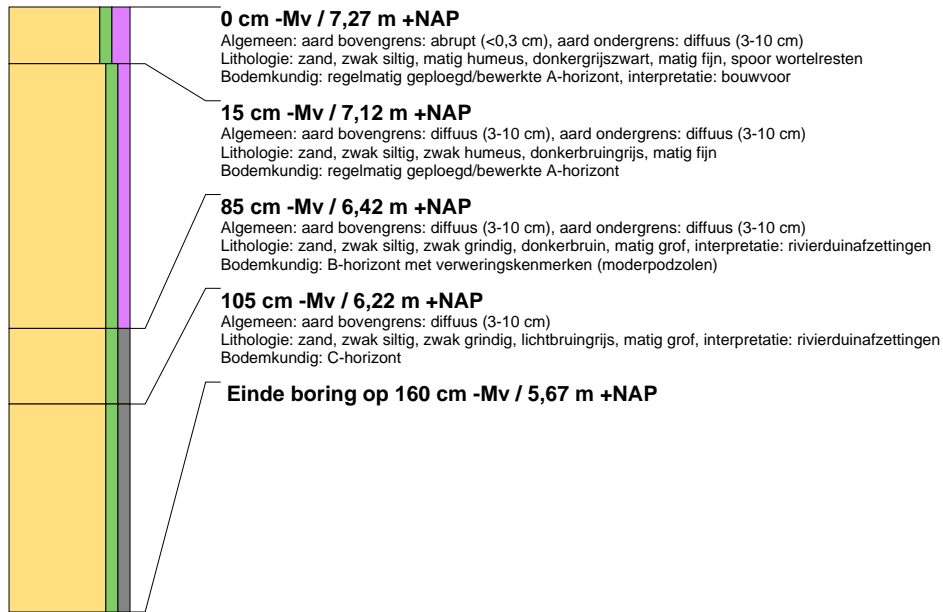 0 cm -Mv / 7,27 m +NAP
Algemeen: aard bovengrens: abrupt (<0,3 cm), aard ondergrens: diffuus (3-10 cm)
Lithologie: zand, zwak siltig, matig humeus, donkergrijszwart, matig fijn, spoor wortelresten
Bodemkundig: regelmatig geploegd/bewerkte A-horizont, interpretatie: bouwvoor
15 cm -Mv / 7,12 m +NAP
Algemeen: aard bovengrens: diffuus (3-10 cm), aard ondergrens: diffuus (3-10 cm)
Lithologie: zand, zwak siltig, zwak humeus, donkerbruingrijs, matig fijn
Bodemkundig: regelmatig geploegd/bewerkte A-horizont
85 cm -Mv / 6,42 m +NAP
Algemeen: aard bovengrens: diffuus (3-10 cm), aard ondergrens: diffuus (3-10 cm)
Lithologie: zand, zwak siltig, zwak grindig, donkerbruin, matig grof, interpretatie: rivierduinafzettingen
Bodemkundig: B-horizont met verweringskenmerken (moderpodzolen)
105 cm -Mv / 6,22 m +NAP
Algemeen: aard bovengrens: diffuus (3-10 cm)
Lithologie: zand, zwak siltig, zwak grindig, lichtbruingrijs, matig grof, interpretatie: rivierduinafzettingen
Bodemkundig: C-horizont
Einde boring op 160 cm -Mv / 5,67 m +NAP